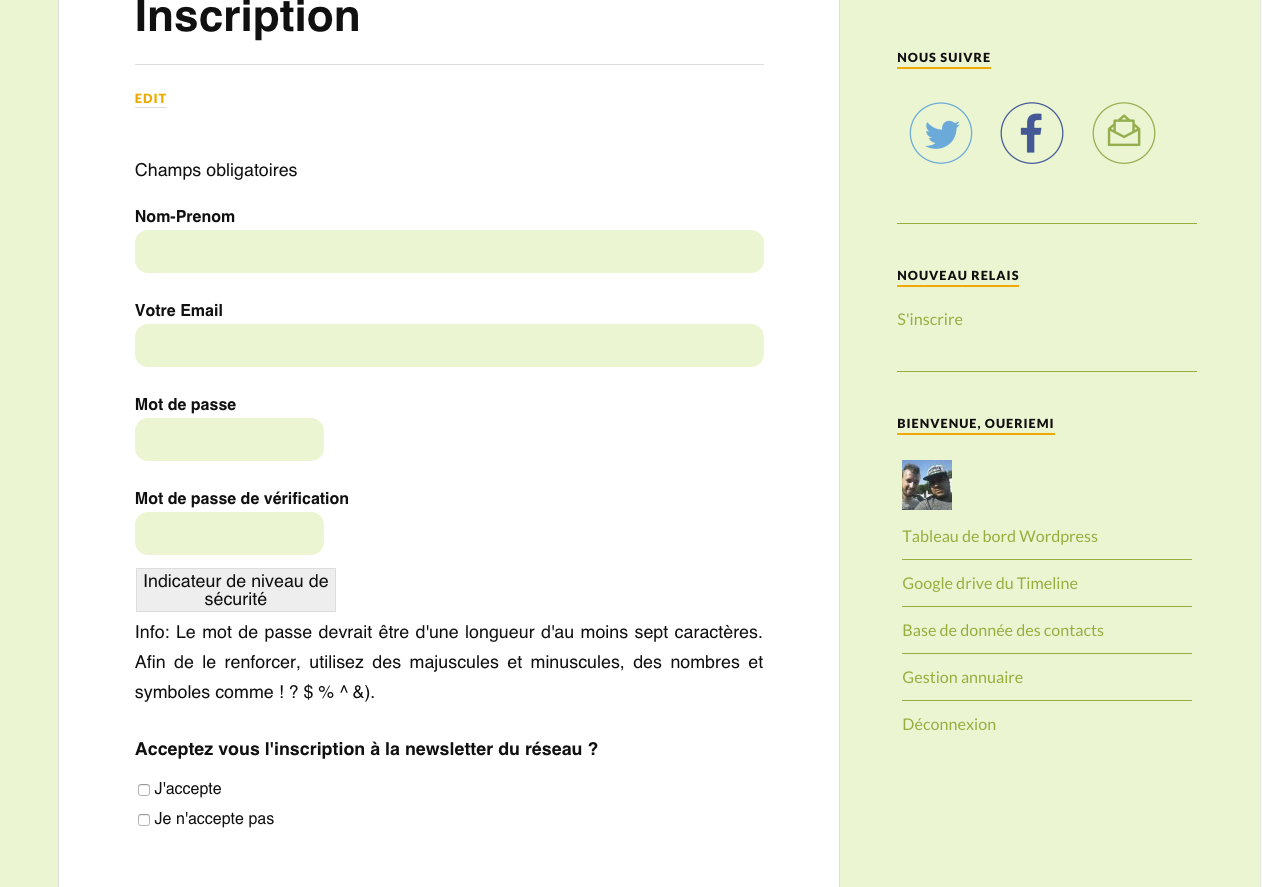 Inscription
EDIT
Champs obligatoires
Nom-Prenom
Votre Email
Mot de passe
Mot de passe de vérification
Indicateur de niveau de
sécurité
Info: Le mot de passe devrait être d'une longueur d'au moins sept caractères.
Afin de le renforcer, utilisez des majuscules et minuscules, des nombres et
symboles comme ! ? $ % ^ &).
Acceptez vous l'inscription à la newsletter du réseau ?
J'accepte
Je n'accepte pas
NOUS SUIVRE
NOUVEAU RELAIS
S'inscrire
BIENVENUE, OUERIEMI
Tableau de bord Wordpress
Google drive du Timeline
Base de donnée des contacts
Gestion annuaire
Déconnexion